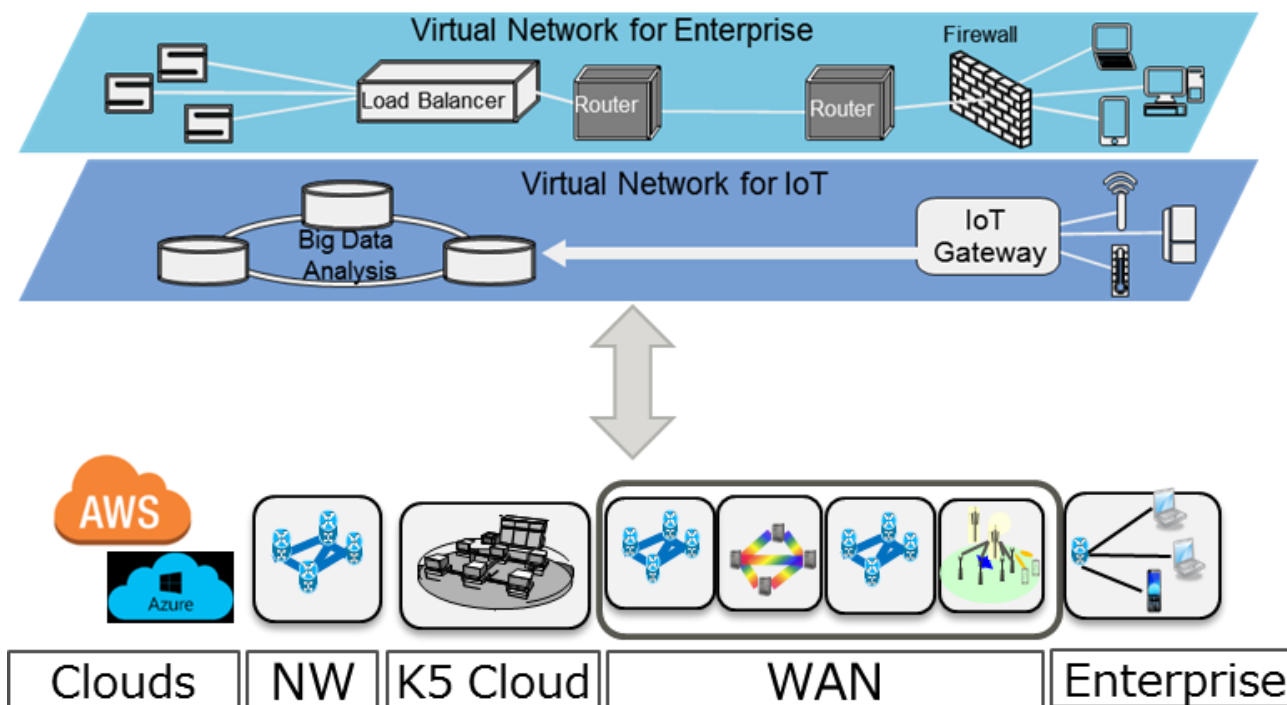 Virtual Network for Enterprise
Firewall
Load Balancer
Router
Router
Virtual Network for IoT
Big Data
Analysis
IoT
Gateway
AWS
Azure
Clouds
NW
K5 Cloud
WAN
Enterprise